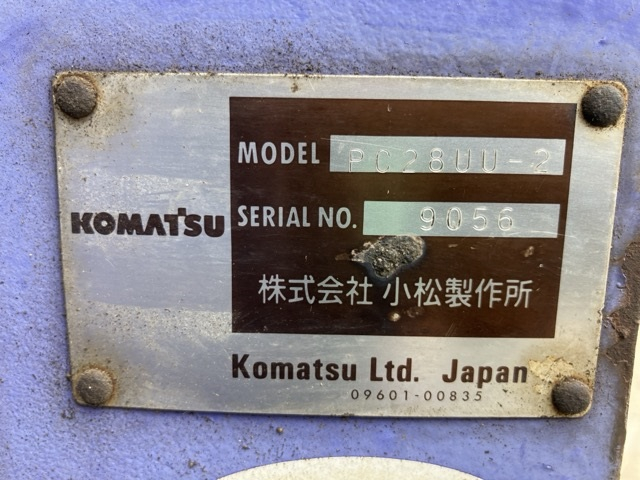 MODEL PC28UU-2
KOMATSU
SERIAL NO. 9056
株式会社 小松製作所
Komatsu Ltd. Japan
09601-00835